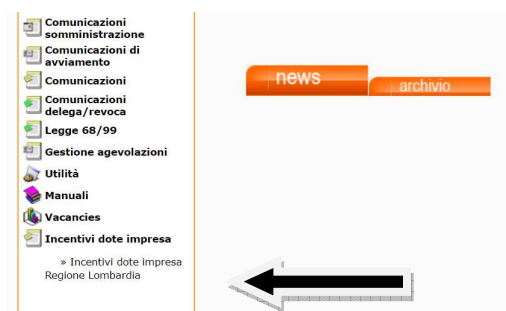 Comunicazioni
somministrazione
Comunicazioni di
avviamento
Comunicazioni
Comunicazioni
delega/revoca
Legge 68/99
Gestione agevolazioni
Utilità
Manuali
Vacancies
Incentivi dote impresa
» Incentivi dote impresa
Regione Lombardia
news
archivio